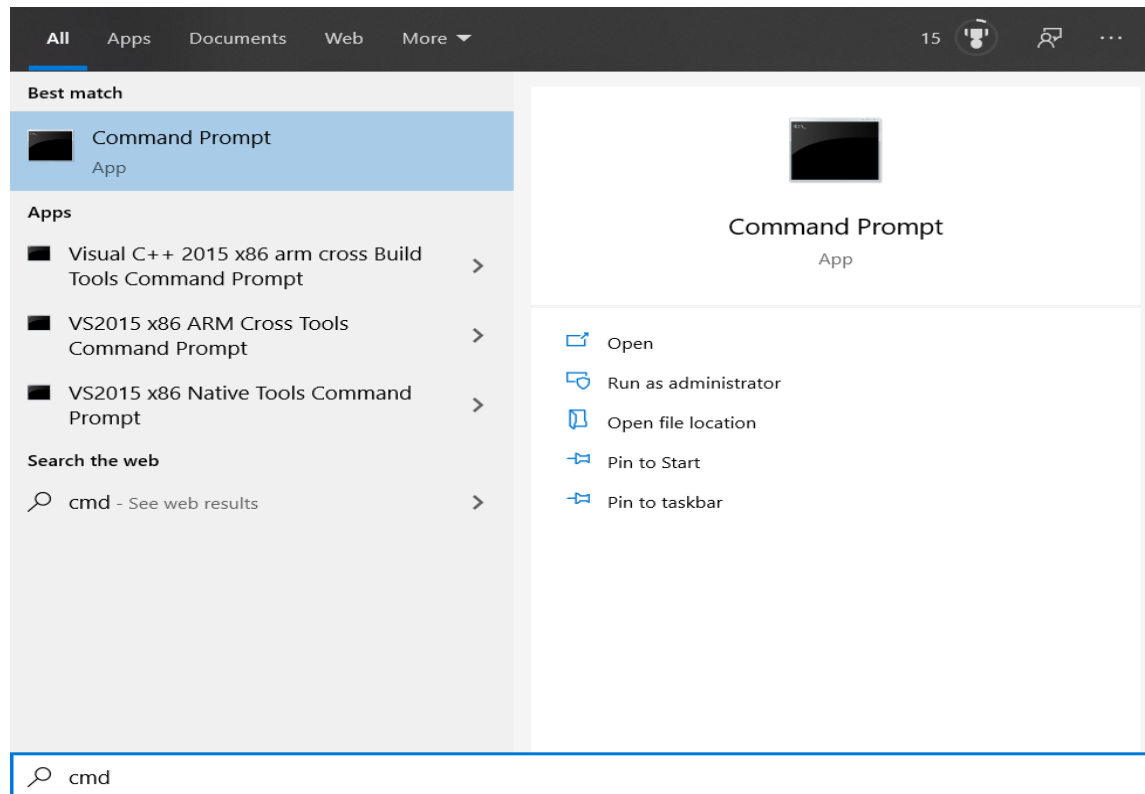 All Apps Documents Web More 15
Best match
Command Prompt
App
Apps
Visual C++ 2015 x86 arm cross Build
Tools Command Prompt
VS2015 x86 ARM Cross Tools
Command Prompt
VS2015 x86 Native Tools Command
Prompt
Search the web
cmd - See web results
Command Prompt
App
Open
Run as administrator
Open file location
Pin to Start
Pin to taskbar
cmd